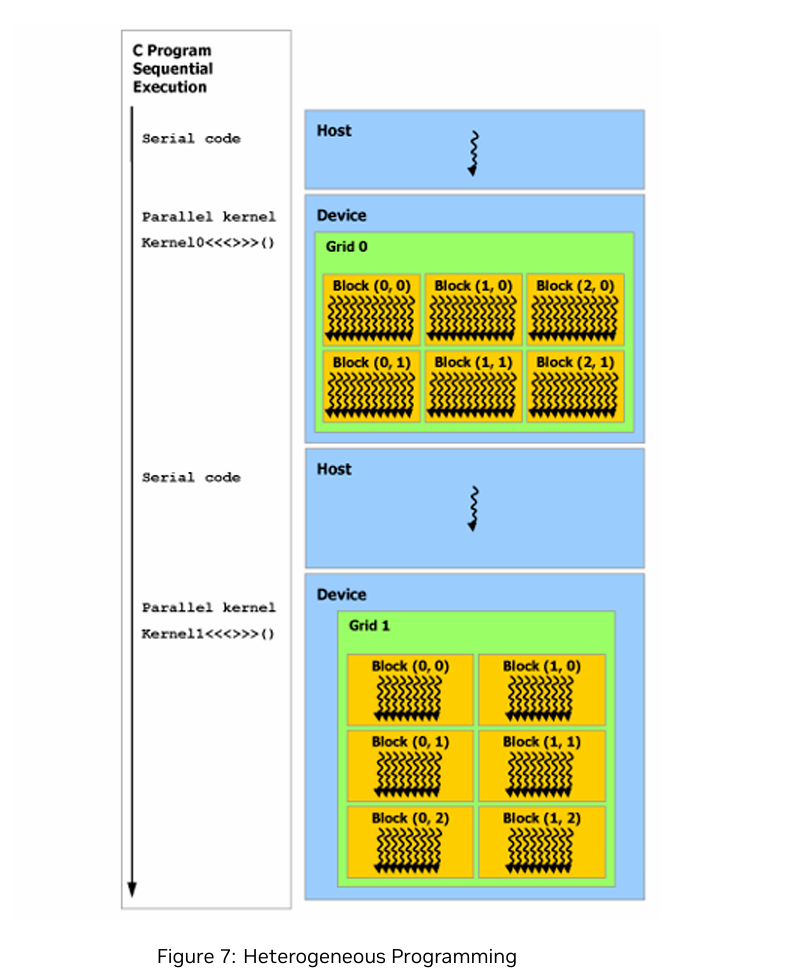 C Program
Sequential
Execution
Serial code
Host
Parallel kernel
Kernel0<<<>>>()
Device
Grid 0
Block (0, 0) Block (1, 0) Block (2, 0)
Block (0, 1) Block (1, 1) Block (2, 1)
Serial code
Host
Parallel kernel
Kernel1<<<>>>()
Device
Grid 1
Block (0, 0) Block (1, 0)
Block (0, 1) Block (1, 1)
Block (0, 2) Block (1, 2)
Figure 7: Heterogeneous Programming